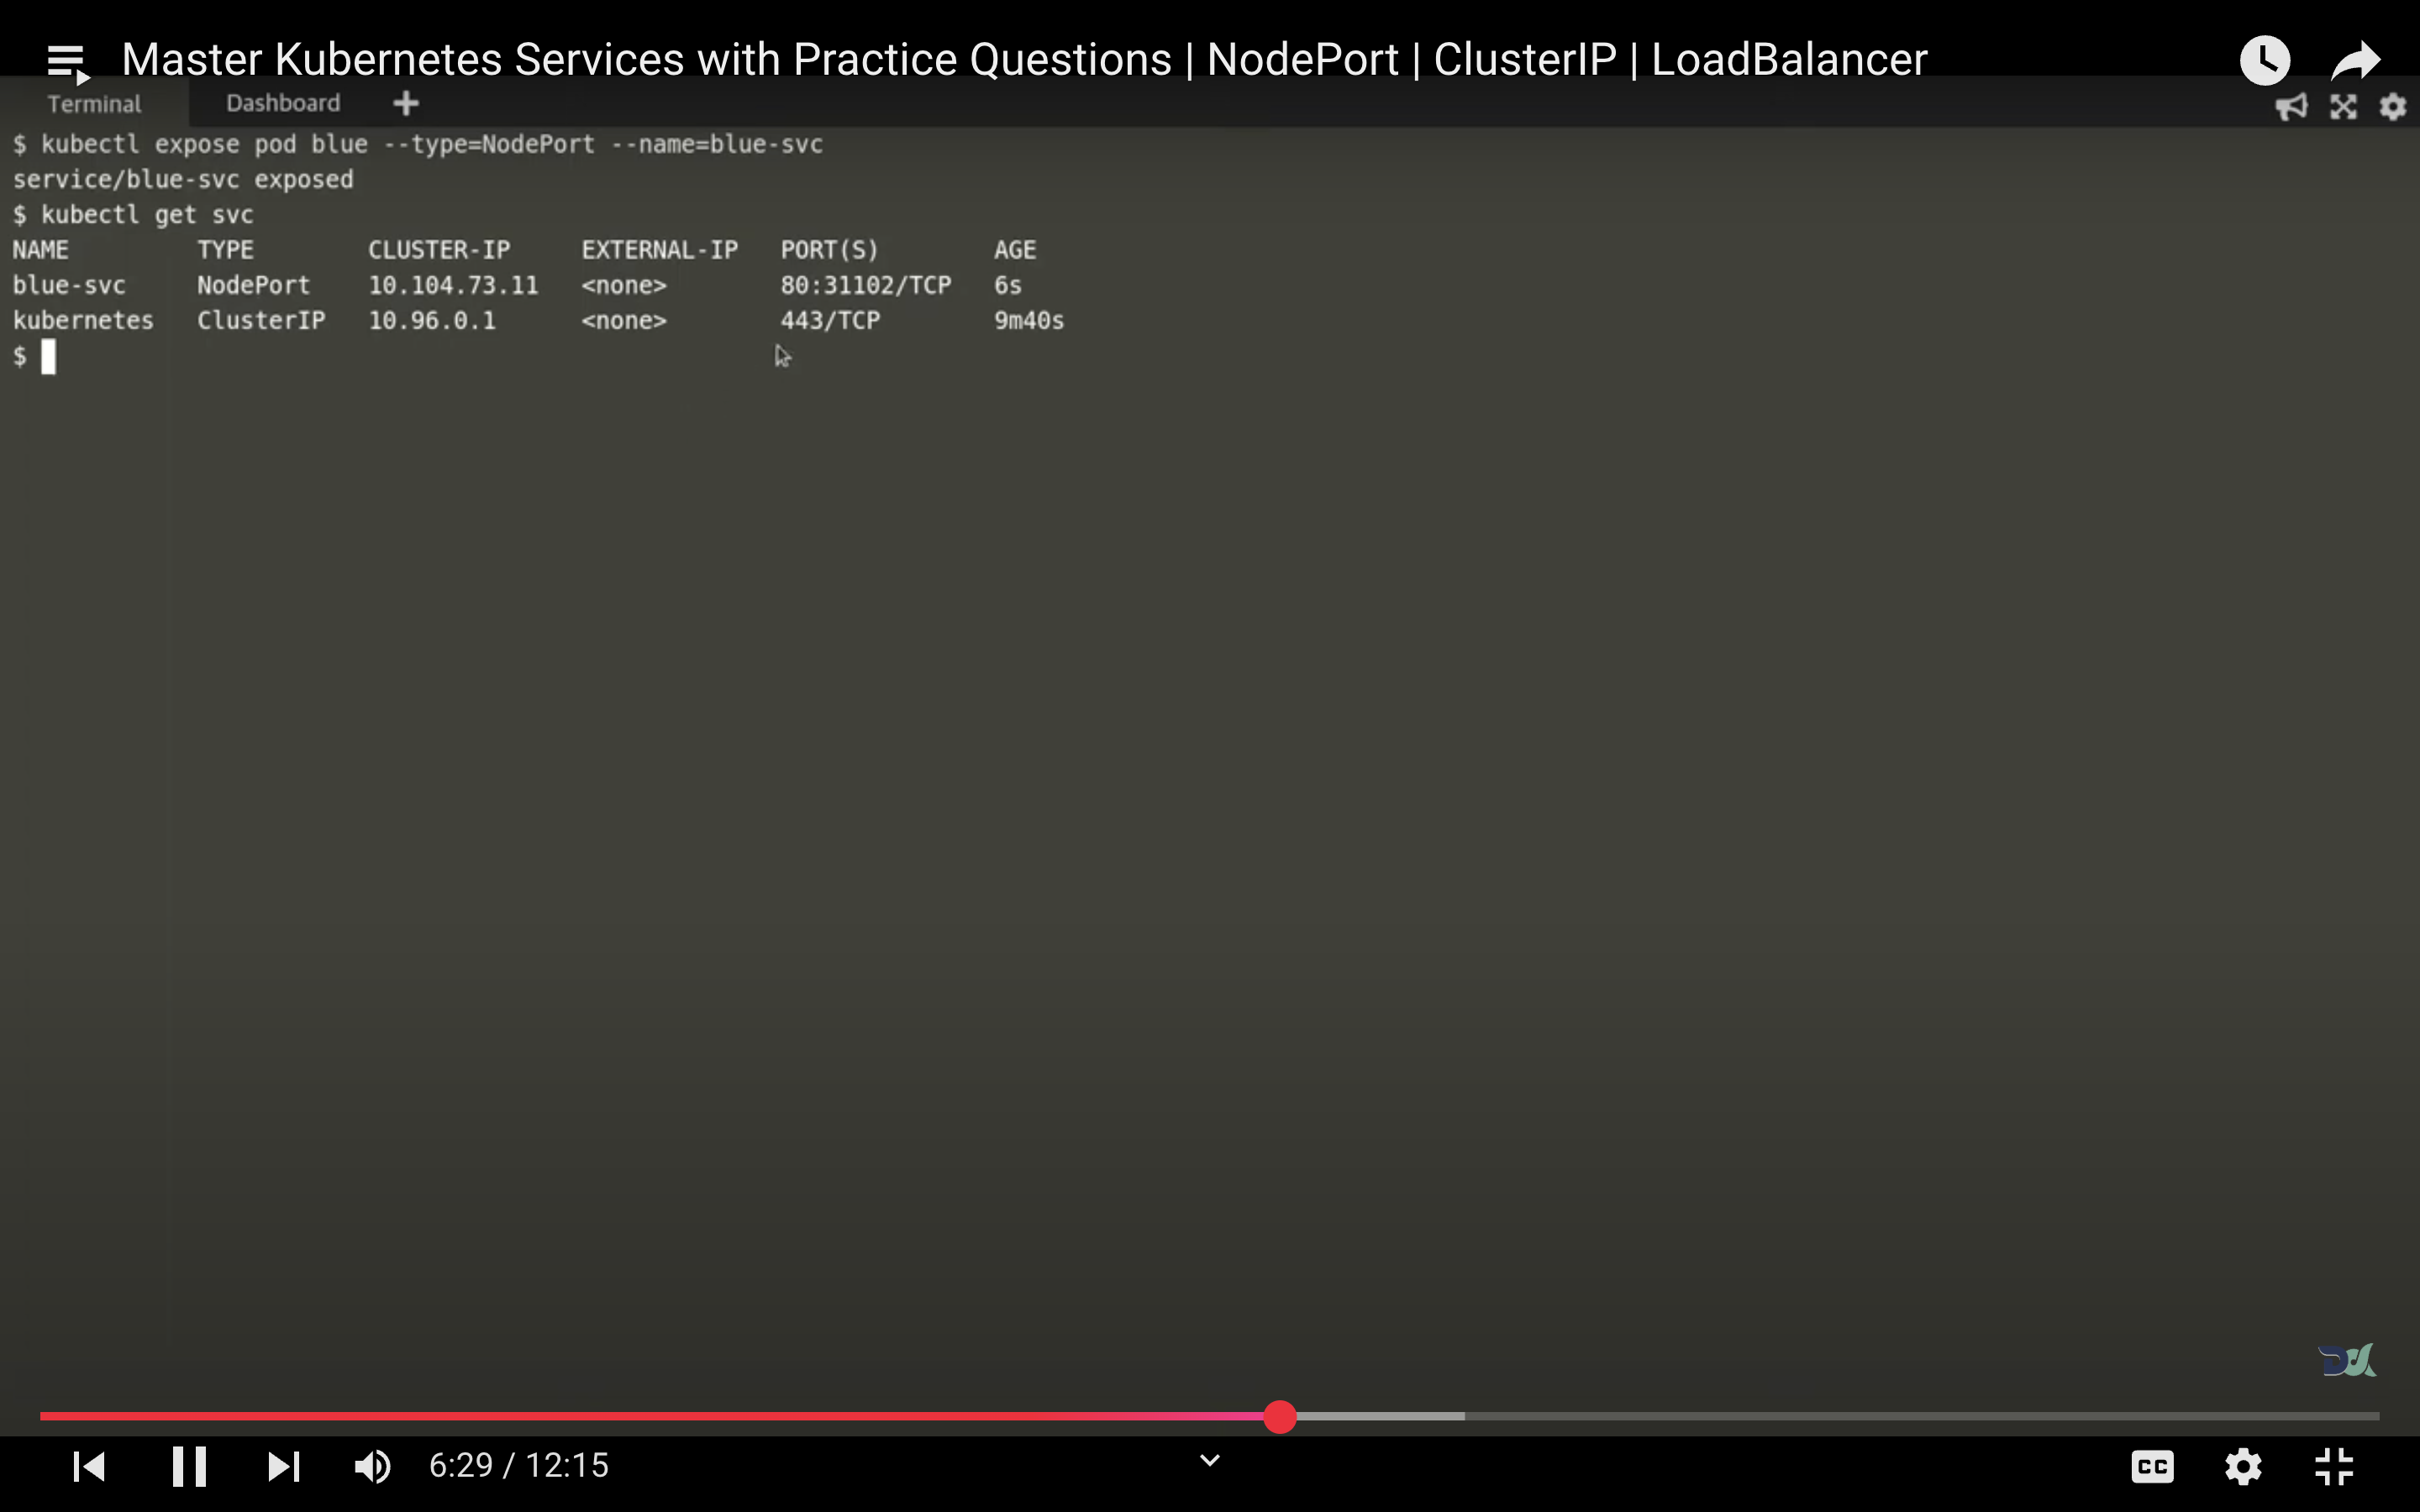 Master Kubernetes Services with Practice Questions | NodePort | ClusterIP | LoadBalancer
Terminal Dashboard +
$ kubectl expose pod blue --type=NodePort --name=blue-svc
service/blue-svc exposed
$ kubectl get svc
NAME TYPE CLUSTER-IP EXTERNAL-IP PORT(S) AGE
blue-svc NodePort 10.104.73.11 <none> 80:31102/TCP 6s
kubernetes ClusterIP 10.96.0.1 <none> 443/TCP 9m40s
$
6:29 / 12:15
CC